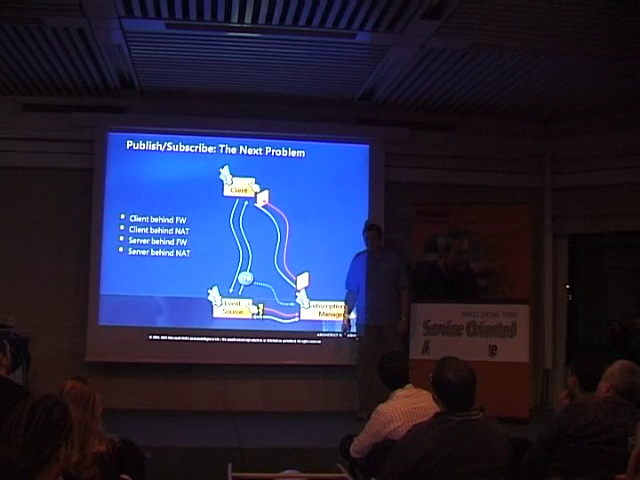 Publish/Subscribe: The Next Problem
Client
Client behind FW
Client behind NAT
Server behind FW
Server behind NAT
Event
Source
Subscription
Manager
Service Oriented
A e